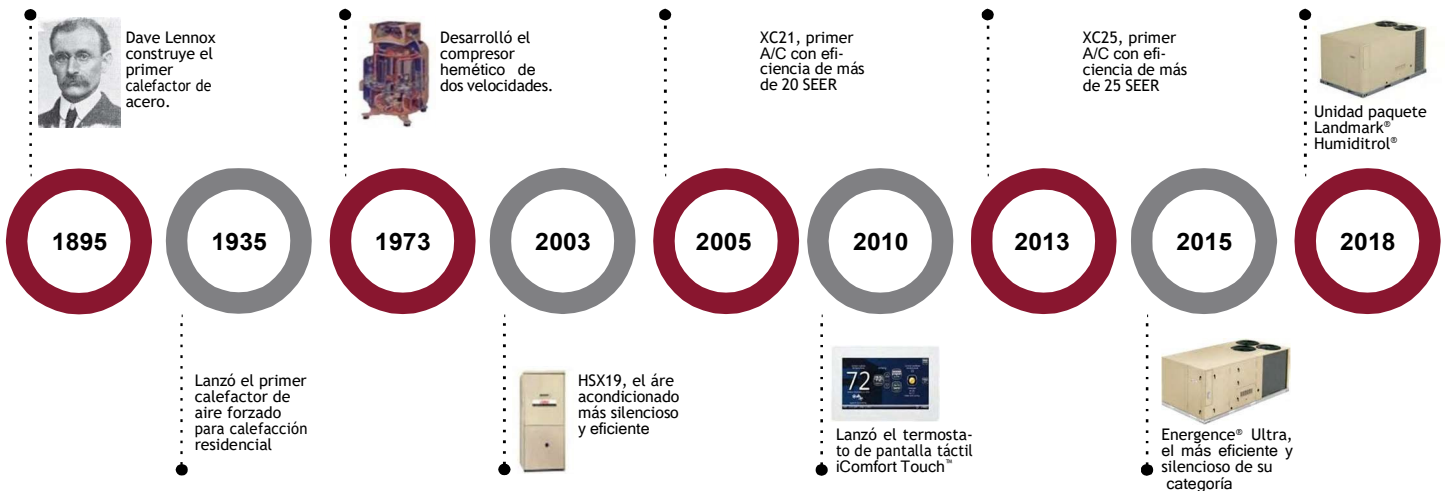 Dave Lennox
construye el
primer
calefactor de
acero.
Desarrolló el
compresor
hemético de
dos velocidades.
XC21, primer
A/C con efi-
ciencia de más
de 20 SEER
XC25, primer
A/C con efi-
ciencia de más
de 25 SEER
Unidad paquete
Landmark®
Humiditrol®
1895
1935
1973
2003
2005
2010
2013
2015
2018
Lanzó el primer
calefactor de
aire forzado
para calefacción
residencial
HSX19, el áre
acondicionado
más silencioso
y eficiente
72
Lanzó el termosta-
to de pantalla táctil
iComfort Touch™
Energence® Ultra,
el más eficiente y
silencioso de su
categoría